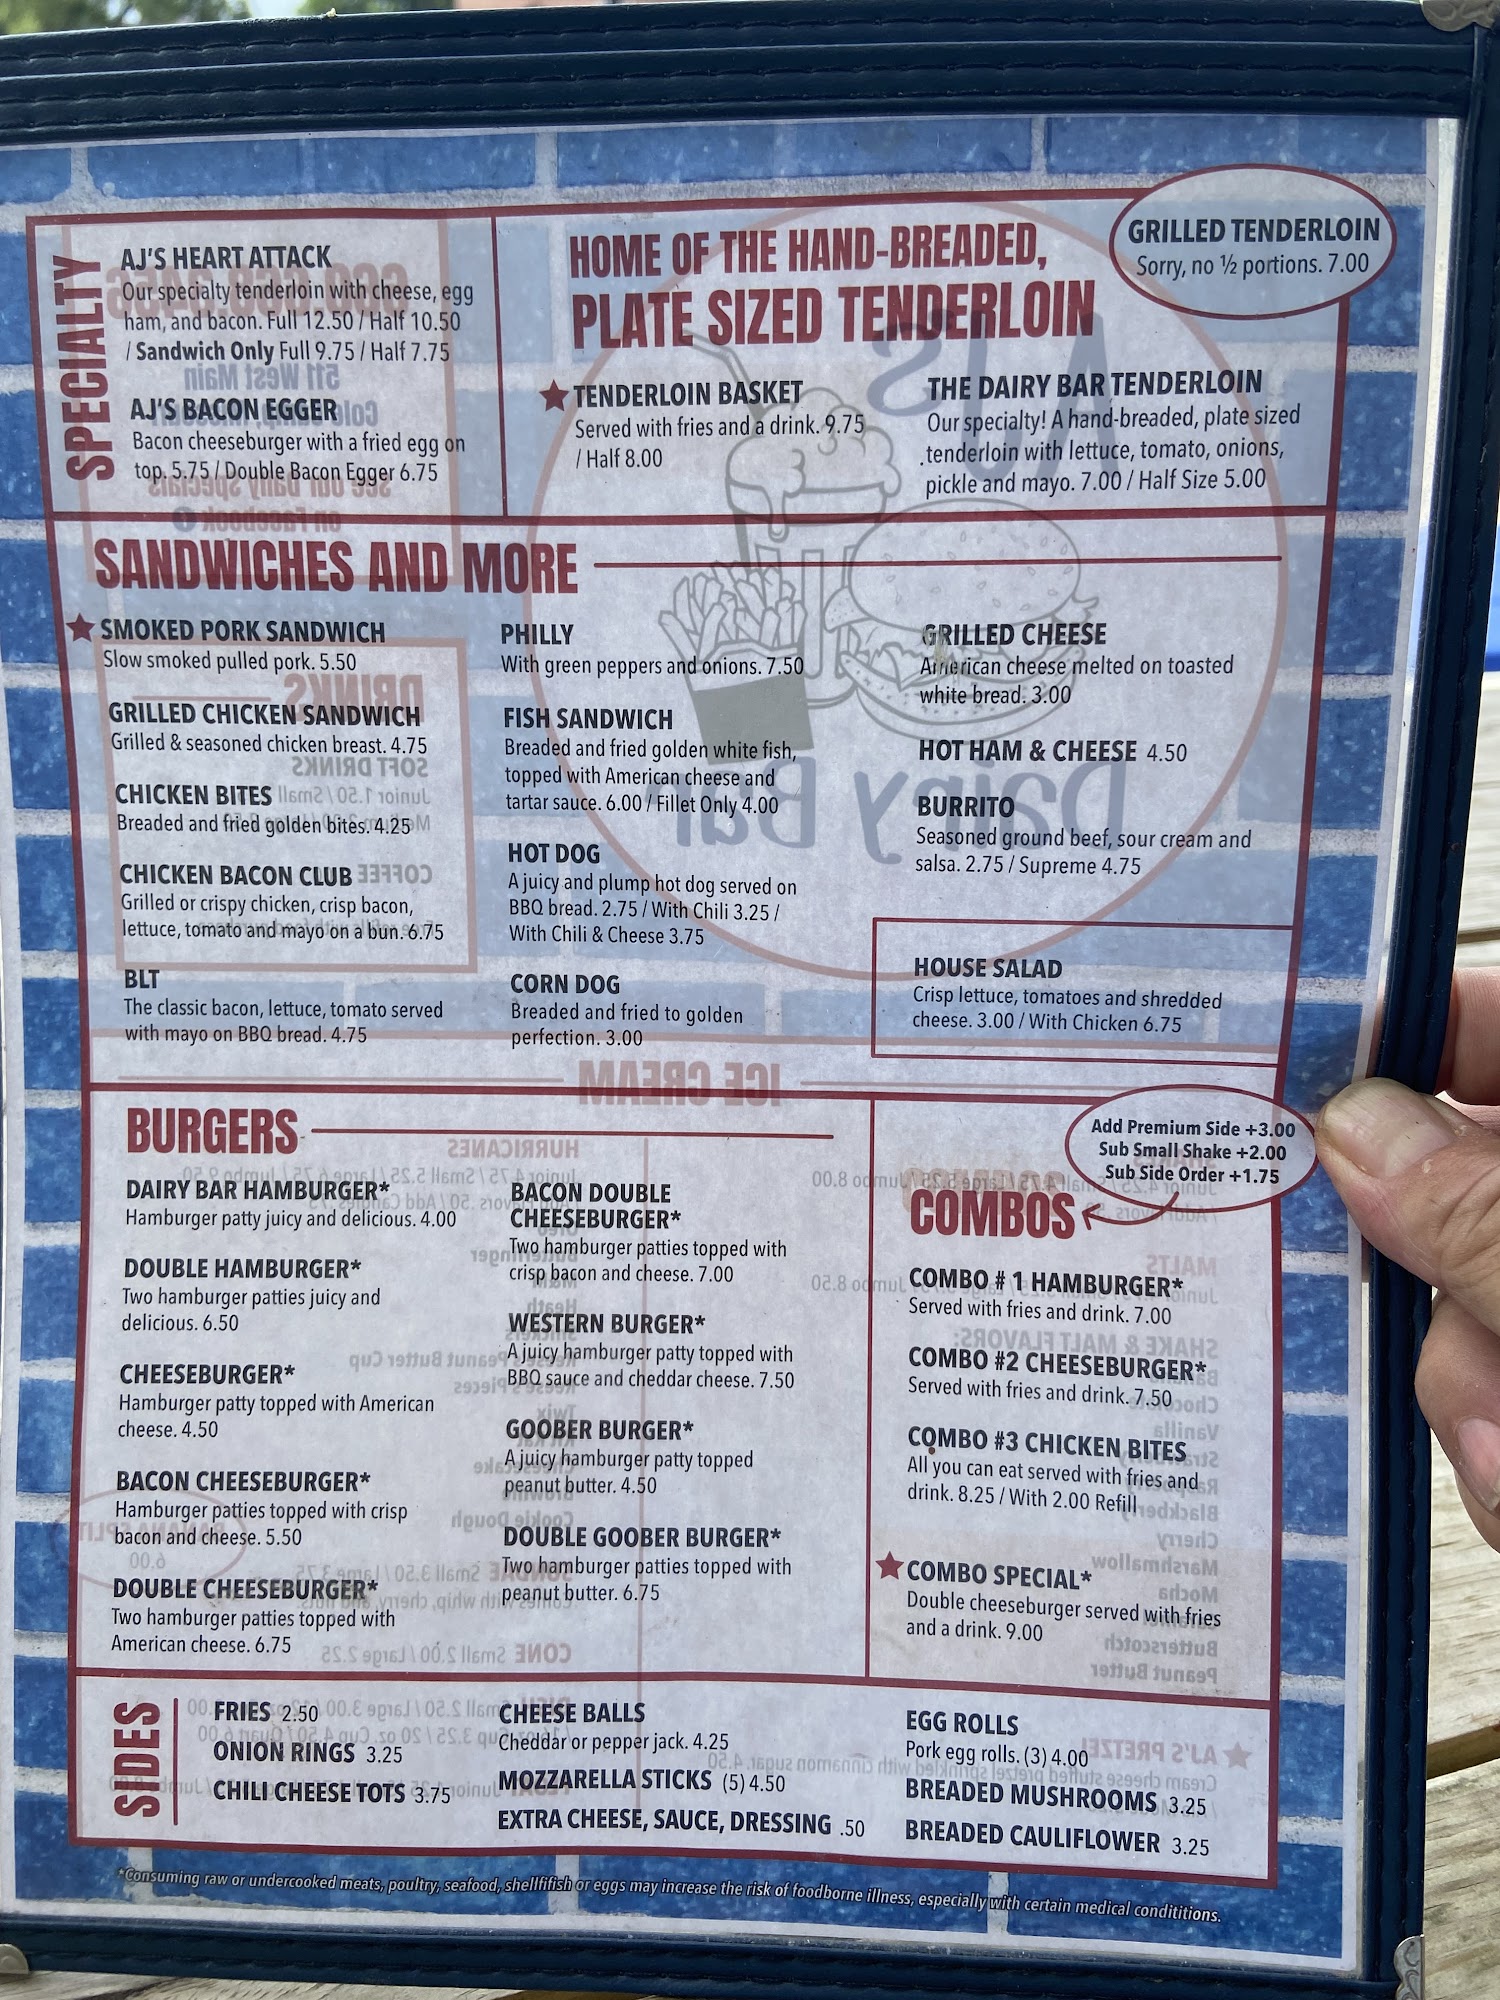 SPECIALTY
AJ'S HEART ATTACK
Our specialty tenderloin with cheese, egg
ham, and bacon. Full 12.50 / Half 10.50
/ Sandwich Only Full 9.75 / Half 7.75
AJ'S BACON EGGER
Bacon cheeseburger with a fried egg on
top. 5.75 / Double Bacon Egger 6.75
HOME OF THE HAND-BREADED,
PLATE SIZED TENDERLOIN
GRILLED TENDERLOIN
Sorry, no ½ portions. 7.00
TENDERLOIN BASKET
Served with fries and a drink. 9.75
/ Half 8.00
THE DAIRY BAR TENDERLOIN
Our specialty! A hand-breaded, plate sized
tenderloin with lettuce, tomato, onions,
pickle and mayo. 7.00 / Half Size 5.00
SANDWICHES AND MORE
SMOKED PORK SANDWICH
Slow smoked pulled pork. 5.50
GRILLED CHICKEN SANDWICH
Grilled & seasoned chicken breast. 4.75
CHICKEN BITES
Breaded and fried golden bites. 4.25
CHICKEN BACON CLUB
Grilled or crispy chicken, crisp bacon,
lettuce, tomato and mayo on a bun. 6.75
BLT
The classic bacon, lettuce, tomato served
with mayo on BBQ bread. 4.75
PHILLY
With green peppers and onions. 7.50
FISH SANDWICH
Breaded and fried golden white fish,
topped with American cheese and
tartar sauce. 6.00 / Fillet Only 4.00
HOT DOG
A juicy and plump hot dog served on
BBQ bread. 2.75 / With Chili 3.25 /
With Chili & Cheese 3.75
CORN DOG
Breaded and fried to golden
perfection. 3.00
GRILLED CHEESE
American cheese melted on toasted
white bread. 3.00
HOT HAM & CHEESE 4.50
BURRITO
Seasoned ground beef, sour cream and
salsa. 2.75 / Supreme 4.75
HOUSE SALAD
Crisp lettuce, tomatoes and shredded
cheese. 3.00 / With Chicken 6.75
BURGERS
DAIRY BAR HAMBURGER*
Hamburger patty juicy and delicious. 4.00
DOUBLE HAMBURGER*
Two hamburger patties juicy and
delicious. 6.50
CHEESEBURGER*
Hamburger patty topped with American
cheese. 4.50
BACON CHEESEBURGER*
Hamburger patties topped with crisp
bacon and cheese. 5.50
DOUBLE CHEESEBURGER*
Two hamburger patties topped with
American cheese. 6.75
BACON DOUBLE
CHEESEBURGER*
Two hamburger patties topped with
crisp bacon and cheese. 7.00
WESTERN BURGER*
A juicy hamburger patty topped with
BBQ sauce and cheddar cheese. 7.50
GOOBER BURGER*
A juicy hamburger patty topped
peanut butter. 4.50
DOUBLE GOOBER BURGER*
Two hamburger patties topped with
peanut butter. 6.75
Add Premium Side +3.00
Sub Small Shake +2.00
Sub Side Order +1.75
COMBOS
COMBO # 1 HAMBURGER*
Served with fries and drink. 7.00
COMBO #2 CHEESEBURGER*
Served with fries and drink. 7.50
COMBO #3 CHICKEN BITES
All you can eat served with fries and
drink. 8.25 / With 2.00 Refill
COMBO SPECIAL*
Double cheeseburger served with fries
and a drink. 9.00
SIDES
FRIES 2.50
ONION RINGS 3.25
CHILI CHEESE TOTS 3.75
CHEESE BALLS
Cheddar or pepper jack. 4.25
MOZZARELLA STICKS (5) 4.50
EXTRA CHEESE, SAUCE, DRESSING .50
EGG ROLLS
Pork egg rolls. (3) 4.00
BREADED MUSHROOMS 3.25
BREADED CAULIFLOWER 3.25
*Consuming raw or undercooked meats, poultry, seafood, shellfifish or eggs may increase the risk of foodborne illness, especially with certain medical condititions.